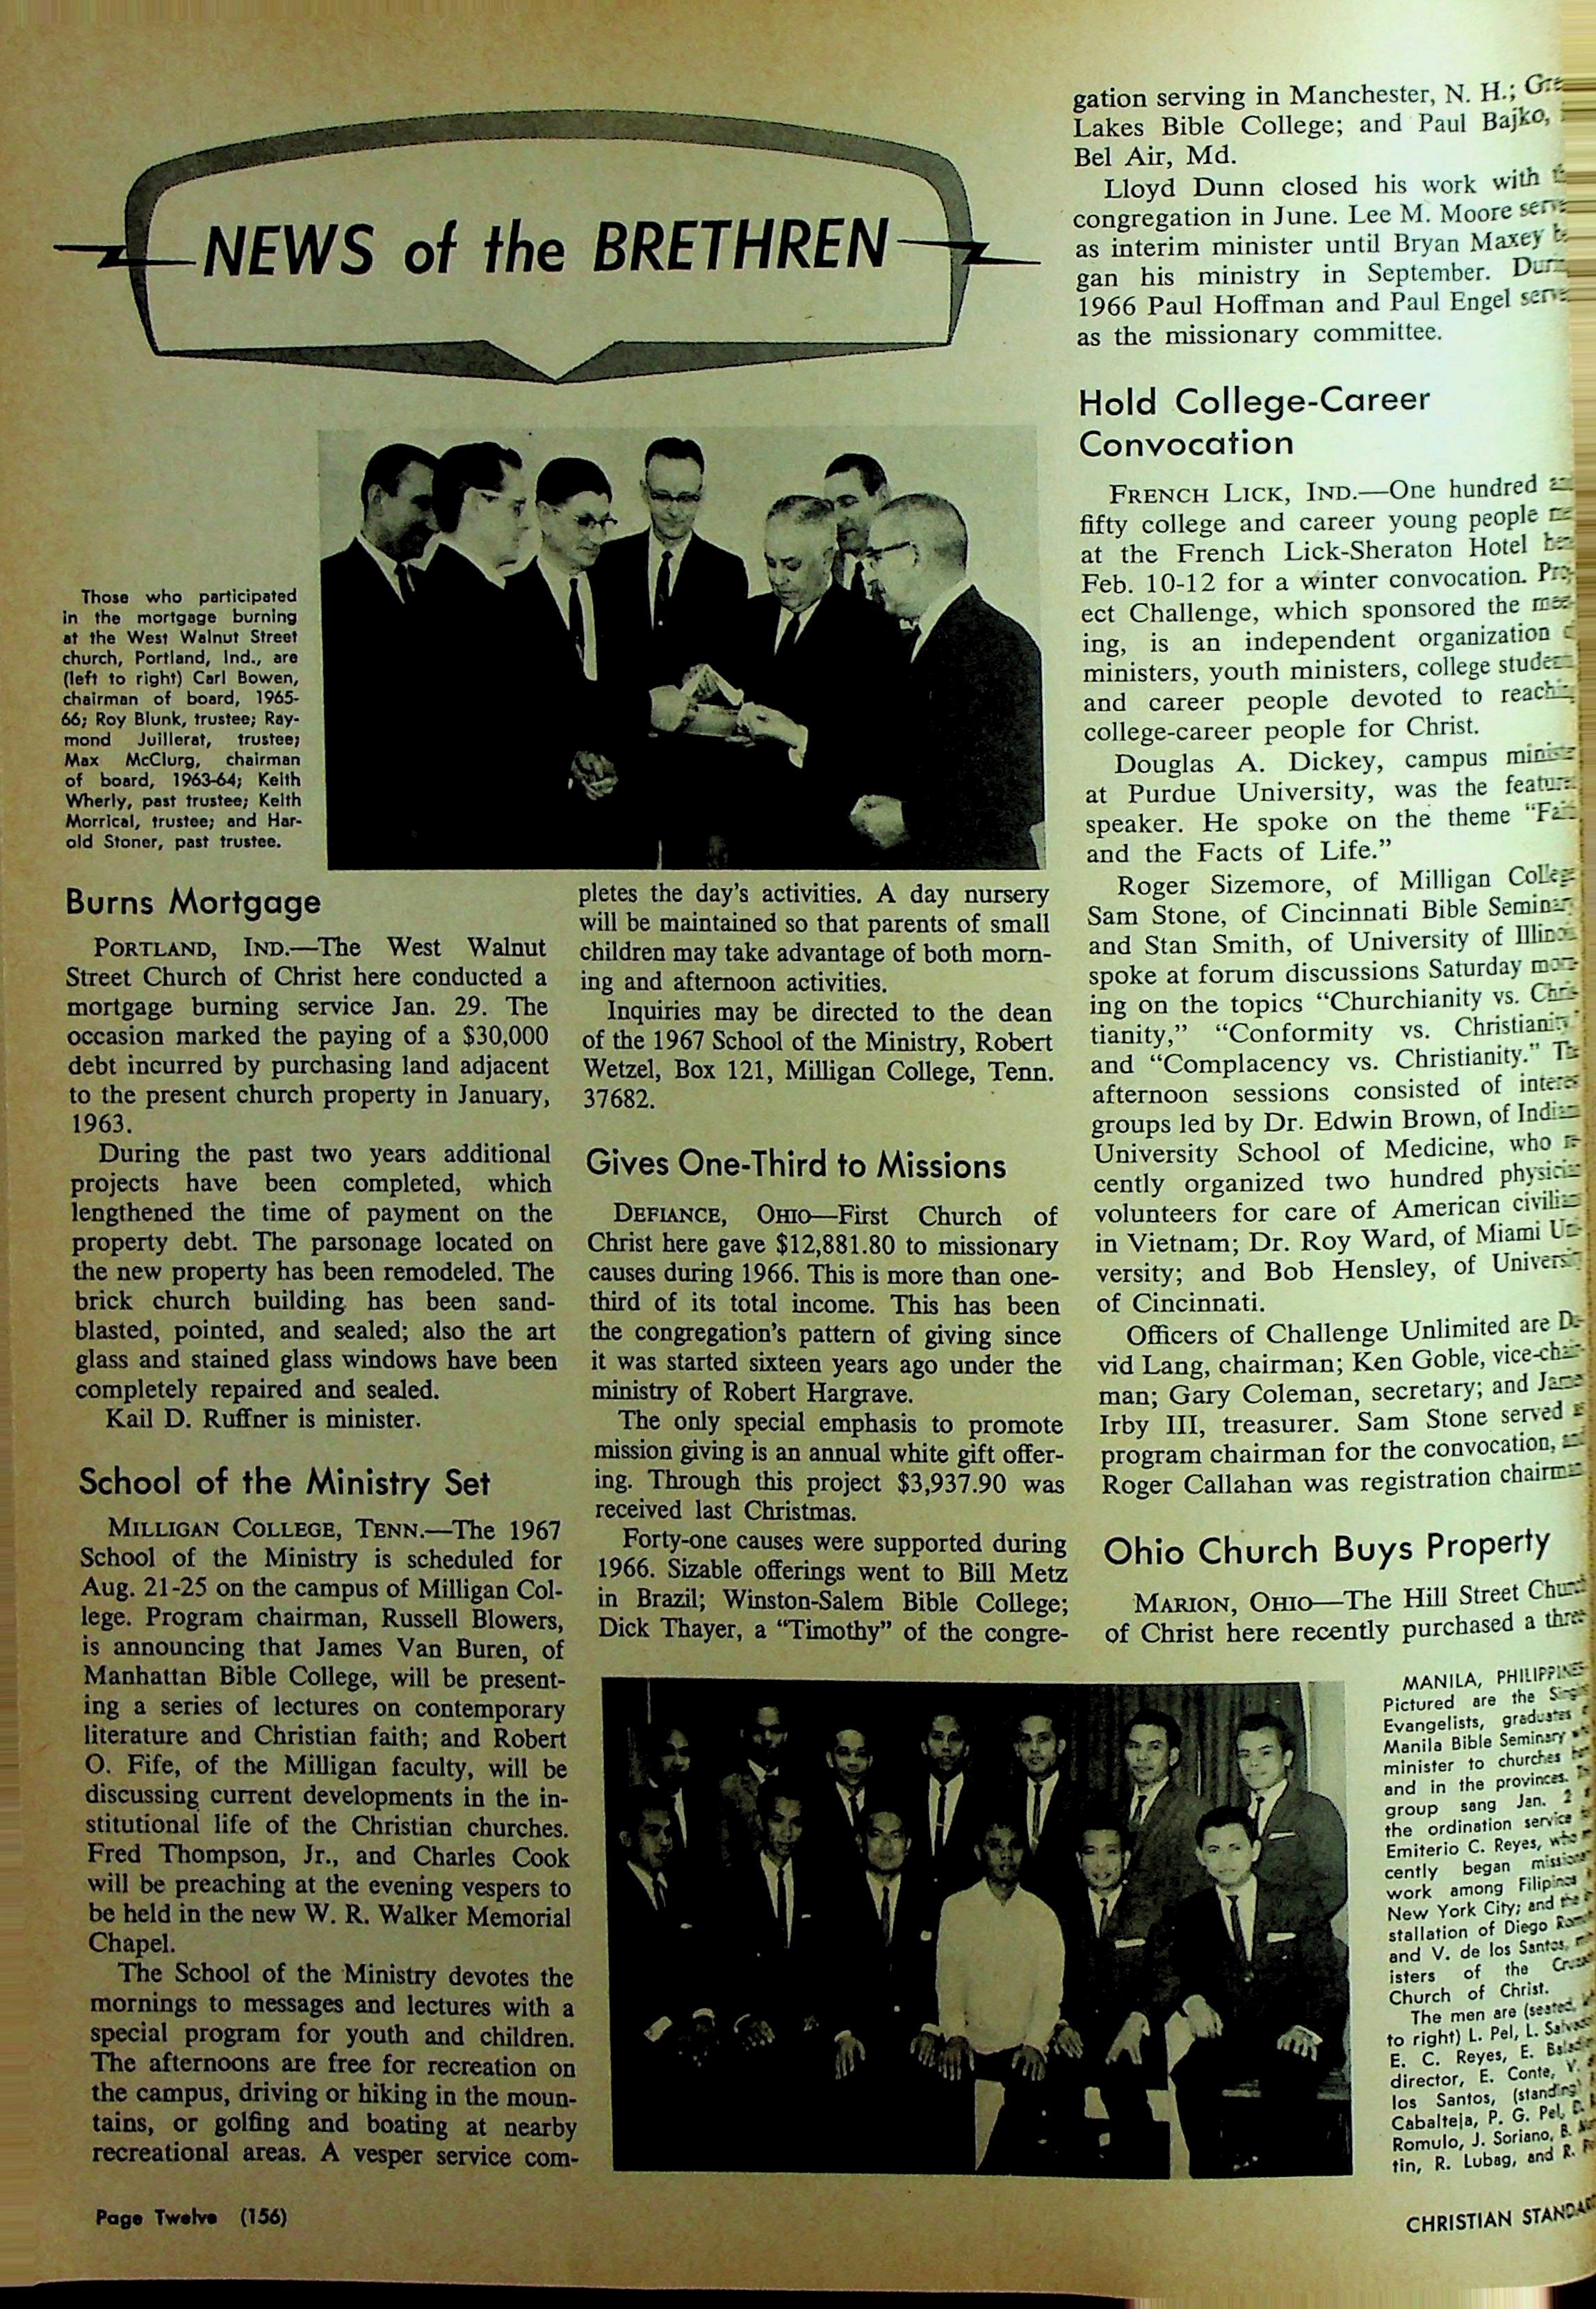 NEWS of the BRETHREN
Those who participated
in the mortgage burning
at the West Walnut Street
church, Portland, Ind., are
(left to right) Carl Bowen,
chairman of board, 1965-
66; Roy Blunk, trustee; Ray-
mond Juillerat, trustee;
Max McClurg, chairman
of board, 1963-64; Keith
Wherly, past trustee; Keith
Morrical, trustee; and Har-
old Stoner, past trustee.
Burns Mortgage
PORTLAND, IND.—The West Walnut
Street Church of Christ here conducted a
mortgage burning service Jan. 29. The
occasion marked the paying of a $30,000
debt incurred by purchasing land adjacent
to the present church property in January,
1963.
During the past two years additional
projects have been completed, which
lengthened the time of payment on the
property debt. The parsonage located on
the new property has been remodeled. The
brick church building has been sand-
blasted, pointed, and sealed; also the art
glass and stained glass windows have been
completely repaired and sealed.
Kail D. Ruffner is minister.
School of the Ministry Set
MILLIGAN COLLEGE, TENN.—The 1967
School of the Ministry is scheduled for
Aug. 21-25 on the campus of Milligan Col-
lege. Program chairman, Russell Blowers,
is announcing that James Van Buren, of
Manhattan Bible College, will be present-
ing a series of lectures on contemporary
literature and Christian faith; and Robert
O. Fife, of the Milligan faculty, will be
discussing current developments in the in-
stitutional life of the Christian churches.
Fred Thompson, Jr., and Charles Cook
will be preaching at the evening vespers to
be held in the new W. R. Walker Memorial
Chapel.
The School of the Ministry devotes the
mornings to messages and lectures with a
special program for youth and children.
The afternoons are free for recreation on
the campus, driving or hiking in the moun-
tains, or golfing and boating at nearby
recreational areas. A vesper service com-
pletes the day's activities. A day nursery
will be maintained so that parents of small
children may take advantage of both morn-
ing and afternoon activities.
Inquiries may be directed to the dean
of the 1967 School of the Ministry, Robert
Wetzel, Box 121, Milligan College, Tenn.
37682.
Gives One-Third to Missions
DEFIANCE, OHIO—First Church of
Christ here gave $12,881.80 to missionary
causes during 1966. This is more than one-
third of its total income. This has been
the congregation's pattern of giving since
it was started sixteen years ago under the
ministry of Robert Hargrave.
The only special emphasis to promote
mission giving is an annual white gift offer-
ing. Through this project $3,937.90 was
received last Christmas.
Forty-one causes were supported during
1966. Sizable offerings went to Bill Metz
in Brazil; Winston-Salem Bible College;
Dick Thayer, a "Timothy" of the congre-
gation serving in Manchester, N. H.;
Lakes Bible College; and Paul Bajko,
Bel Air, Md.
Lloyd Dunn closed his work with
congregation in June. Lee M. Moore
as interim minister until Bryan Maxey
gan his ministry in September.
1966 Paul Hoffman and Paul Engel
as the missionary committee.
Hold College-Career
Convocation
FRENCH LICK, IND.—One hundred
fifty college and career young people
at the French Lick-Sheraton Hotel
Feb. 10-12 for a winter convocation.
ect Challenge, which sponsored the
ing, is an independent organization
ministers, youth ministers, college
and career people devoted to
college-career people for Christ.
Douglas A. Dickey, campus
at Purdue University, was the
speaker. He spoke on the theme
and the Facts of Life."
Roger Sizemore, of Milligan
Sam Stone, of Cincinnati Bible
and Stan Smith, of University of
spoke at forum discussions Saturday
ing on the topics "Churchianity vs.
tianity," "Conformity vs.
and "Complacency vs. Christianity."
afternoon sessions consisted of
groups led by Dr. Edwin Brown, of
University School of Medicine, who
cently organized two hundred
volunteers for care of American
in Vietnam; Dr. Roy Ward, of Miami
versity; and Bob Hensley, of
of Cincinnati.
Officers of Challenge Unlimited are
vid Lang, chairman; Ken Goble,
man; Gary Coleman, secretary; and
Irby III, treasurer. Sam Stone served
program chairman for the convocation,
Roger Callahan was registration
Ohio Church Buys Property
MARION, OHIO—The Hill Street
of Christ here recently purchased a
MANILA, PHILIPPINES
Pictured are the
Evangelists, graduates
Manila Bible Seminary
minister to churches
and in the provinces.
group sang Jan. 2
the ordination service
Emiterio C. Reyes,
cently began
work among
New York City; and
stallation of Diego
and V. de los Santos,
isters of the
Church of Christ.
The men are (seated,
to right) L. Pel, L.
E. C. Reyes, E.
director, E. Conte, V.
los Santos, (standing)
Cabalteja, P. G. Pel,
Romulo, J. Soriano, B.
tin, R. Lubag, and R.
Page Twelve (156)
CHRISTIAN STANDARD